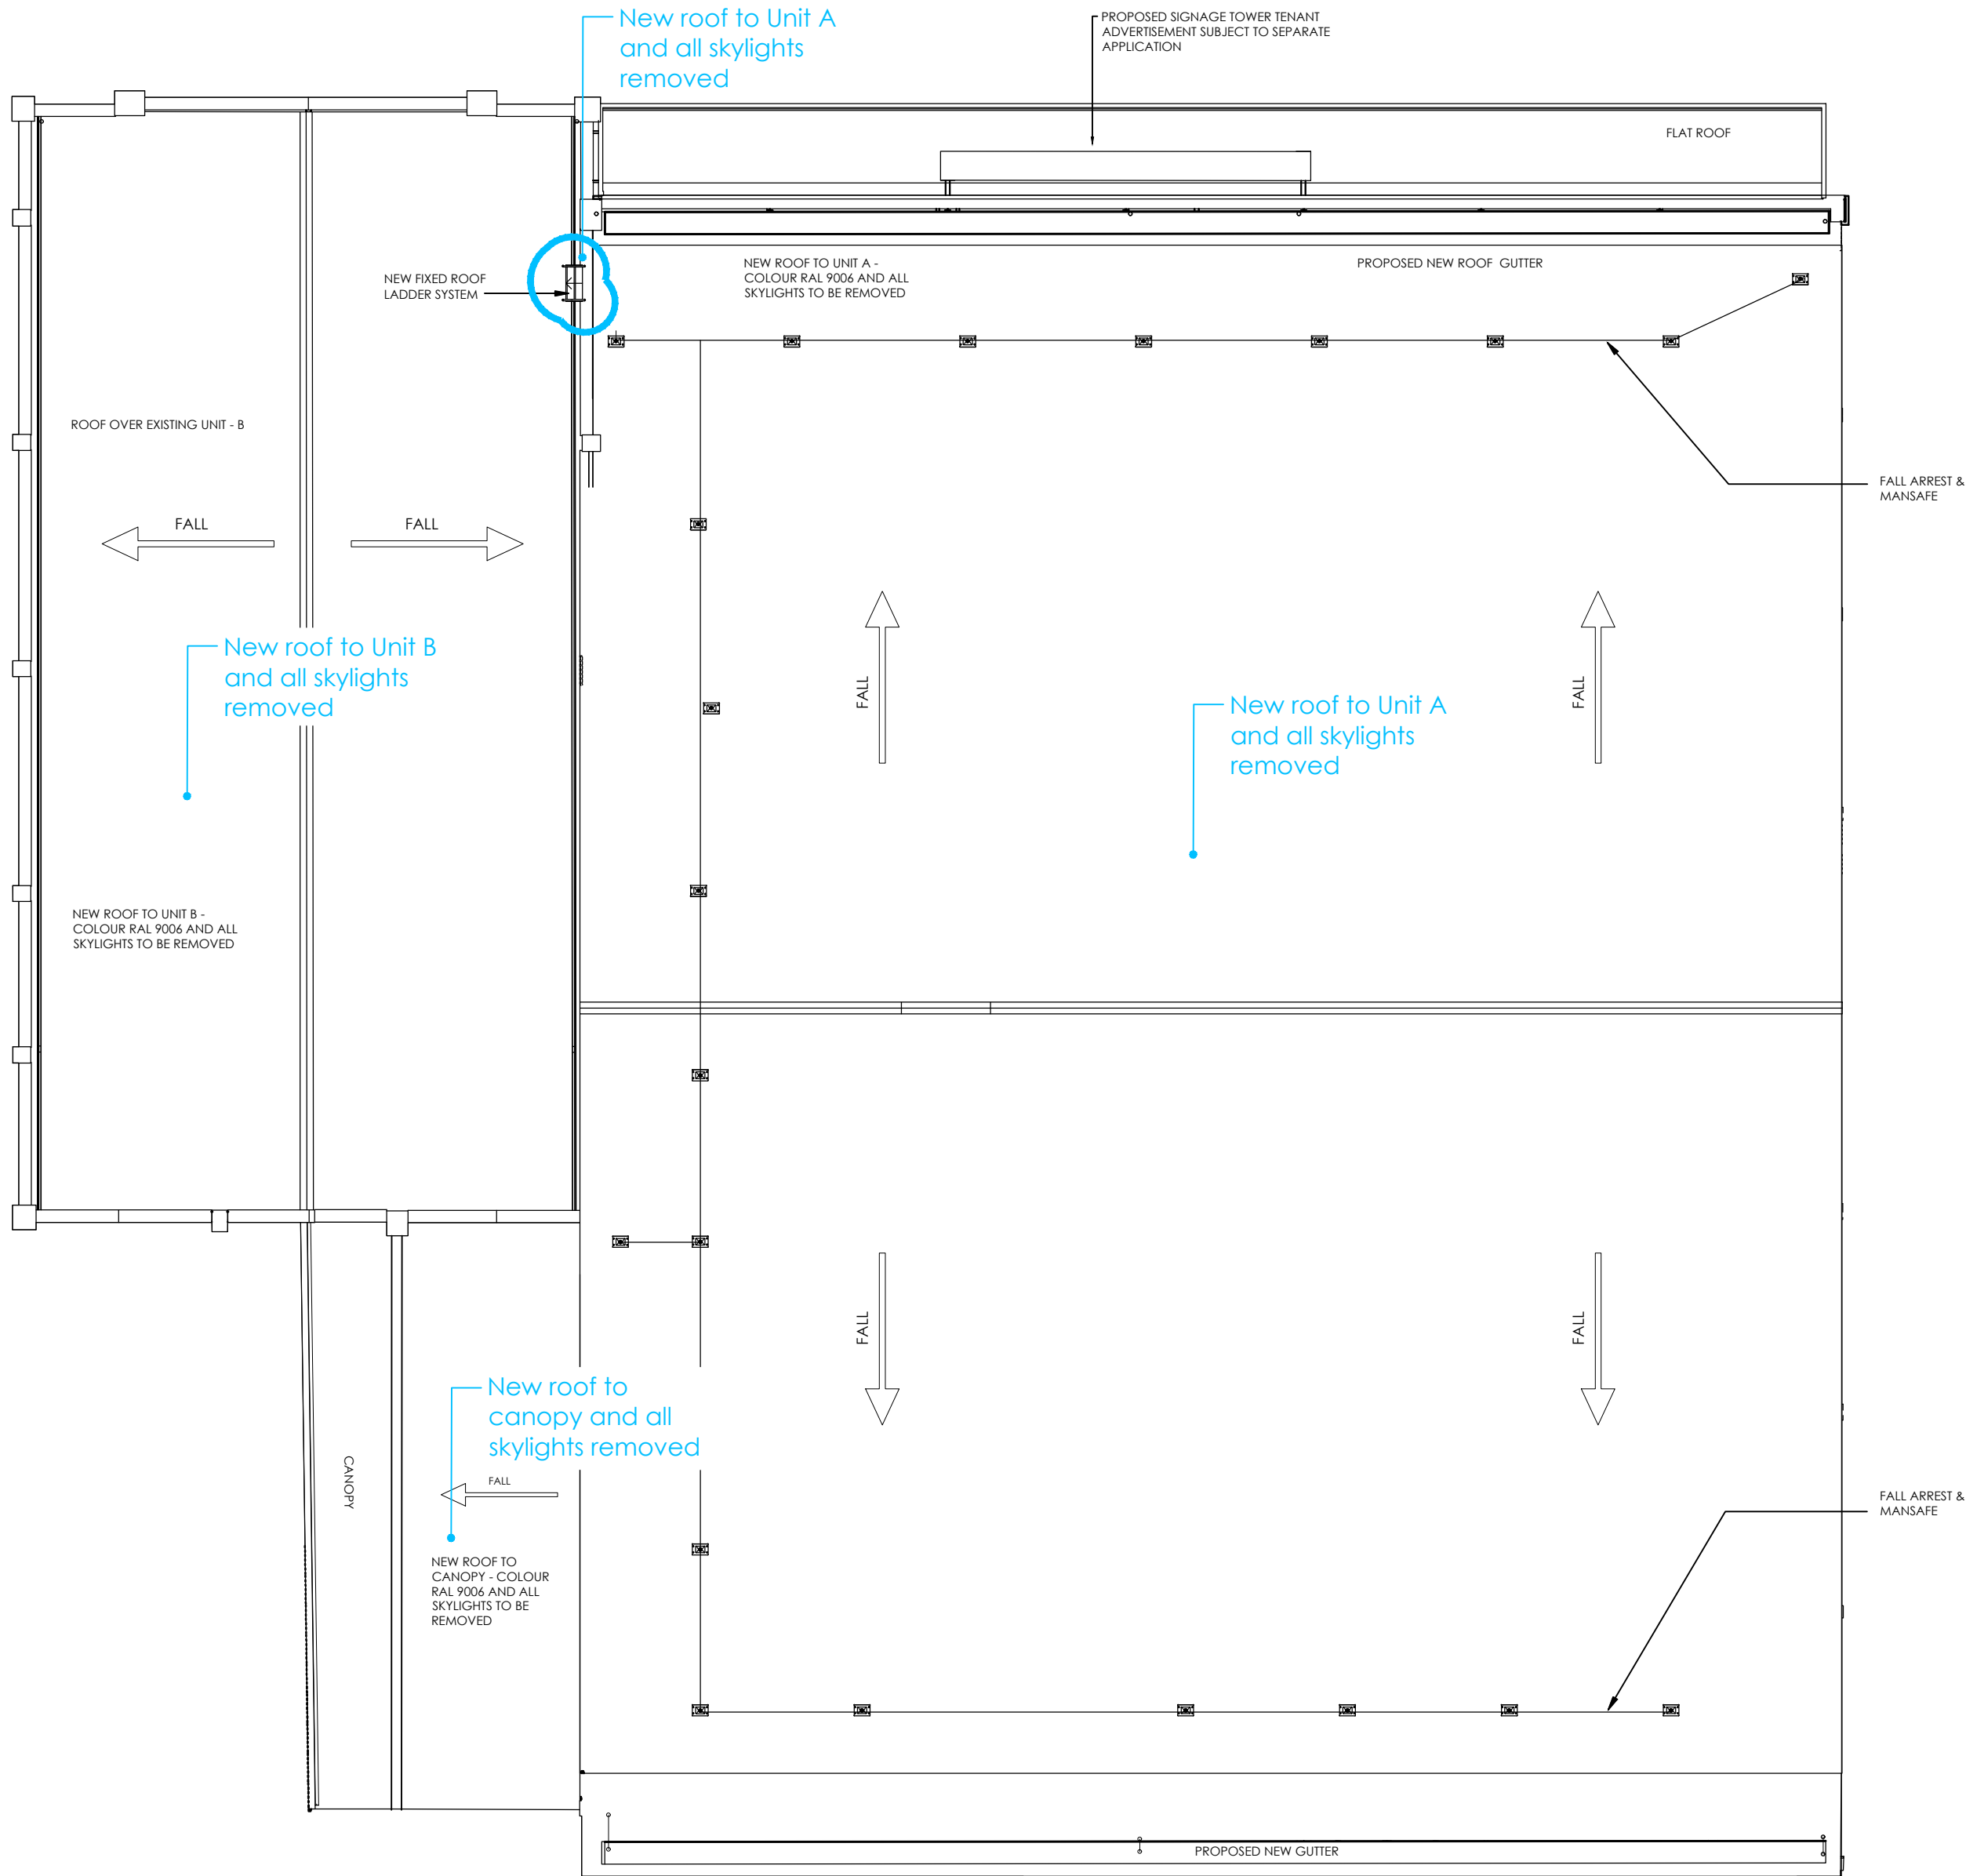 New roof to Unit A
and all skylights
removed
PROPOSED SIGNAGE TOWER TENANT
ADVERTISEMENT SUBJECT TO SEPARATE
APPLICATION
FLAT ROOF
NEW FIXED ROOF
LADDER SYSTEM
NEW ROOF TO UNIT A -
COLOUR RAL 9006 AND ALL
SKYLIGHTS TO BE REMOVED
PROPOSED NEW ROOF GUTTER
ROOF OVER EXISTING UNIT - B
FALL ARREST &
MANSAFE
FALL
FALL
New roof to Unit B
and all skylights
removed
FALL
FALL
New roof to Unit A
and all skylights
removed
NEW ROOF TO UNIT B -
COLOUR RAL 9006 AND ALL
SKYLIGHTS TO BE REMOVED
FALL
FALL
New roof to
canopy and all
skylights removed
CANOPY
FALL
FALL ARREST &
MANSAFE
NEW ROOF TO
CANOPY - COLOUR
RAL 9006 AND ALL
SKYLIGHTS TO BE
REMOVED
PROPOSED NEW GUTTER